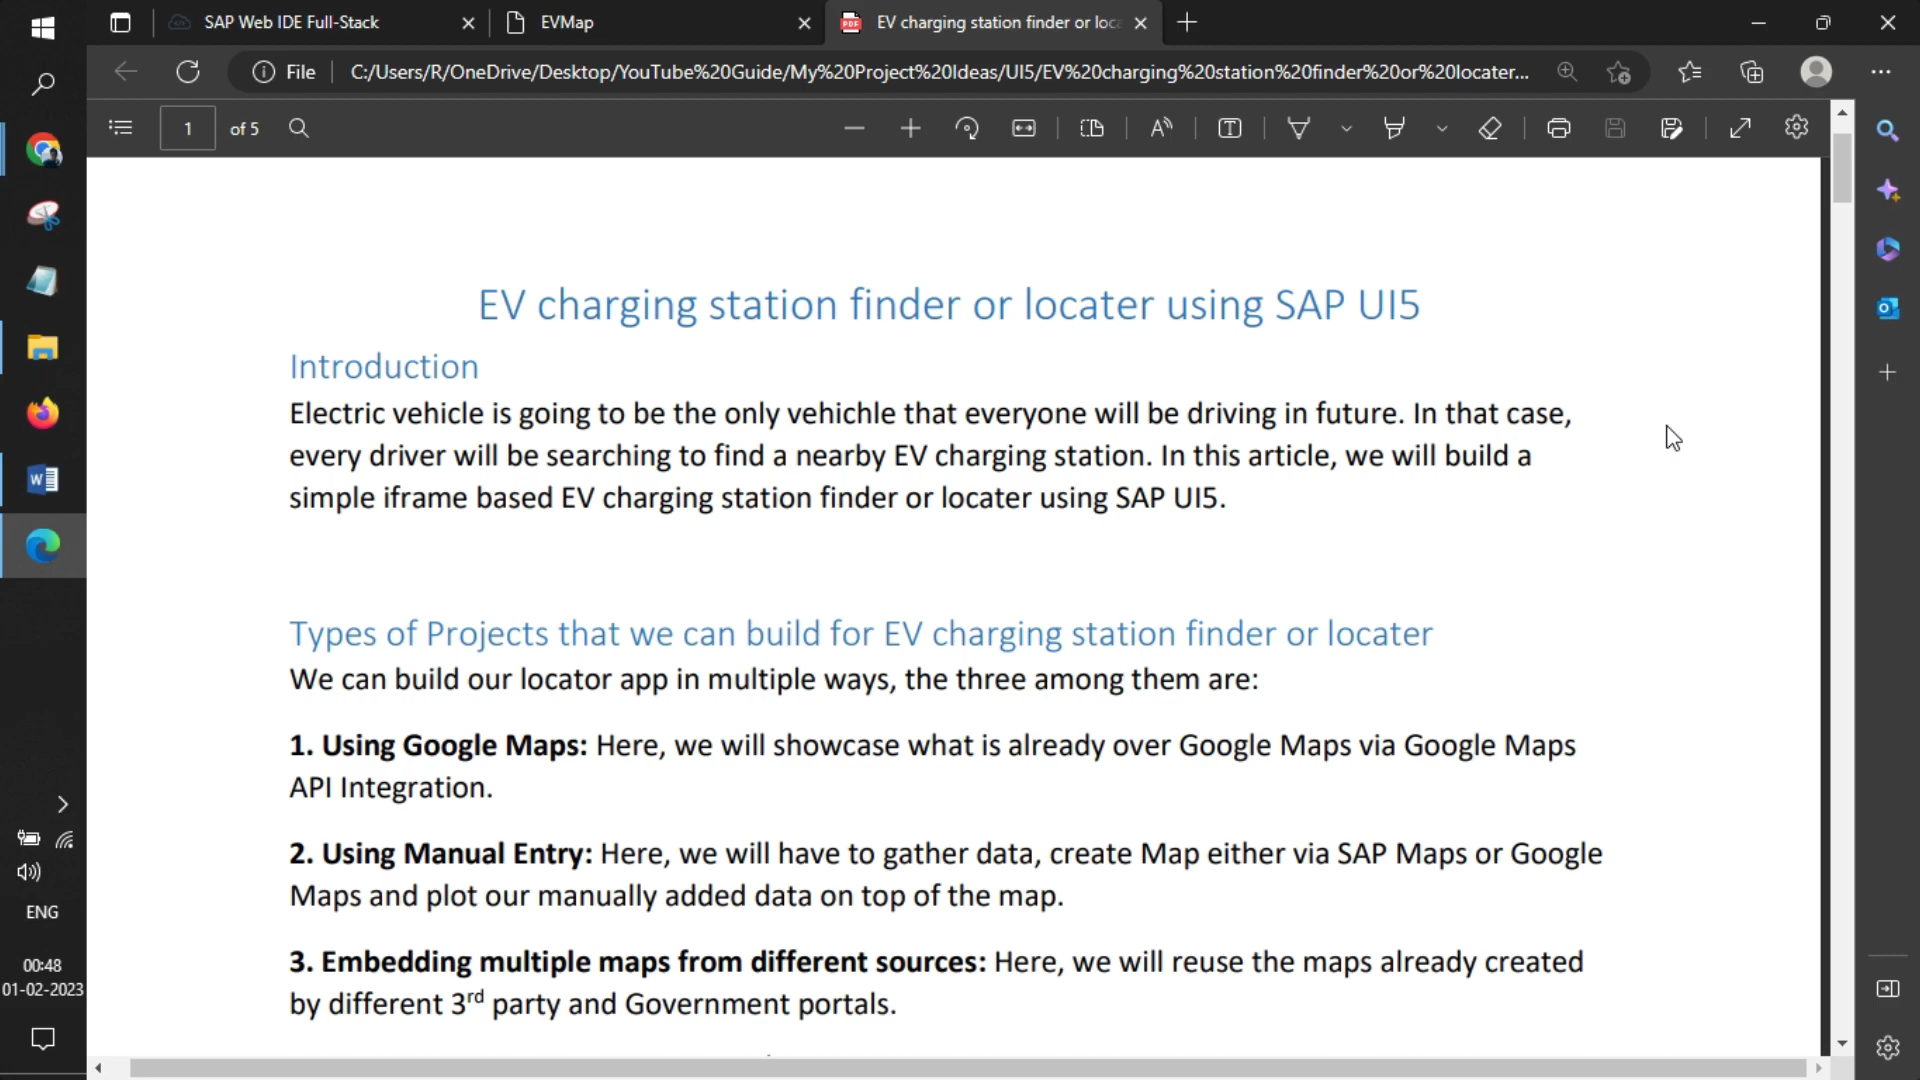 SAP Web IDE Full-Stack
EVMap
EV charging station finder or loca
File
C:/Users/R/OneDrive/Desktop/YouTube%20Guide/My%20Project%20Ideas/UI5/EV%20charging%20station%20finder%20or%20locater...
1 of 5
EV charging station finder or locater using SAP UI5
Introduction
Electric vehicle is going to be the only vehichle that everyone will be driving in future. In that case,
every driver will be searching to find a nearby EV charging station. In this article, we will build a
simple iframe based EV charging station finder or locater using SAP UI5.
Types of Projects that we can build for EV charging station finder or locater
We can build our locator app in multiple ways, the three among them are:
1. Using Google Maps: Here, we will showcase what is already over Google Maps via Google Maps
API Integration.
2. Using Manual Entry: Here, we will have to gather data, create Map either via SAP Maps or Google
Maps and plot our manually added data on top of the map.
3. Embedding multiple maps from different sources: Here, we will reuse the maps already created
by different 3rd party and Government portals.
ENG
00:48
01-02-2023